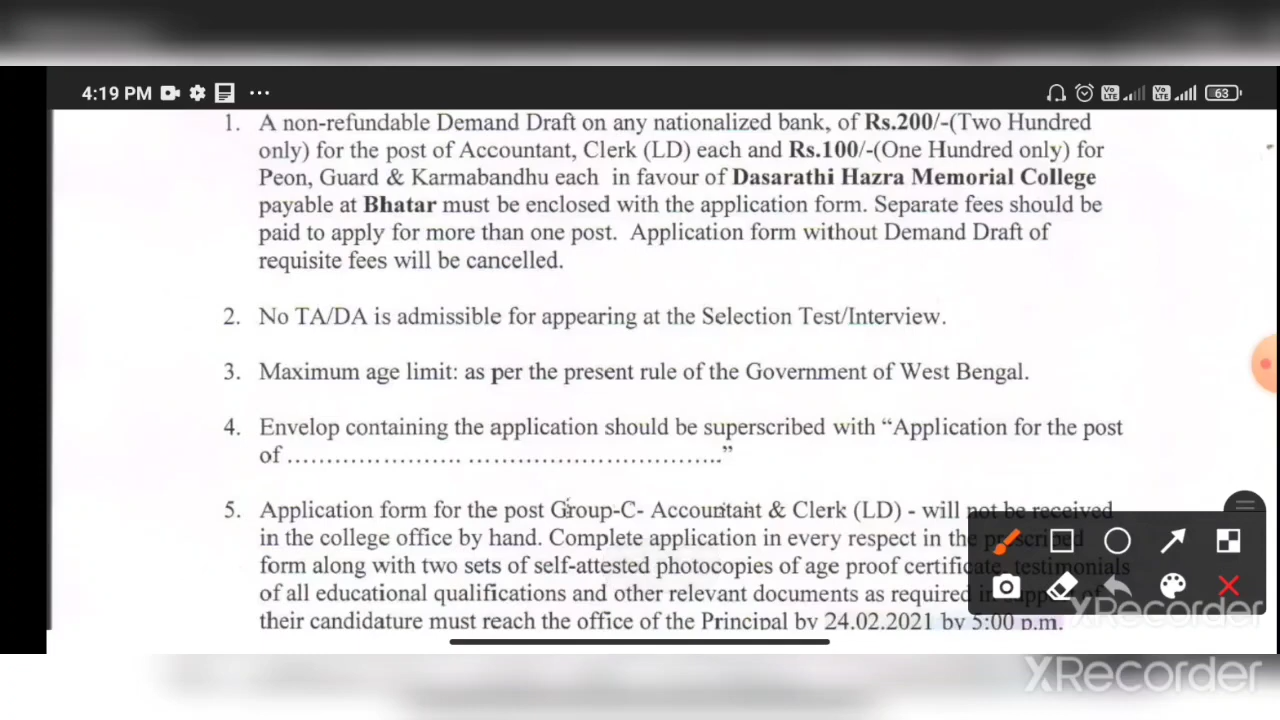 4:19 PM ...
Vo LTE Vo LTE 63
1. A non-refundable Demand Draft on any nationalized bank, of Rs.200/-(Two Hundred
only) for the post of Accountant, Clerk (LD) each and Rs.100/-(One Hundred only) for
Peon, Guard & Karmabandhu each in favour of Dasarathi Hazra Memorial College
payable at Bhatar must be enclosed with the application form. Separate fees should be
paid to apply for more than one post. Application form without Demand Draft of
requisite fees will be cancelled.
2. No TA/DA is admissible for appearing at the Selection Test/Interview.
3. Maximum age limit: as per the present rule of the Government of West Bengal.
4. Envelop containing the application should be superscribed with “Application for the post
of ………………… …………………………..”
5. Application form for the post Group-C- Accountant & Clerk (LD) - will not be received
in the college office by hand. Complete application in every respect in the prescribed
form along with two sets of self-attested photocopies of age proof certificate, testimonials
of all educational qualifications and other relevant documents as required in support of
their candidature must reach the office of the Principal by 24.02.2021 by 5:00 p.m.
XRecorder
XRecorder